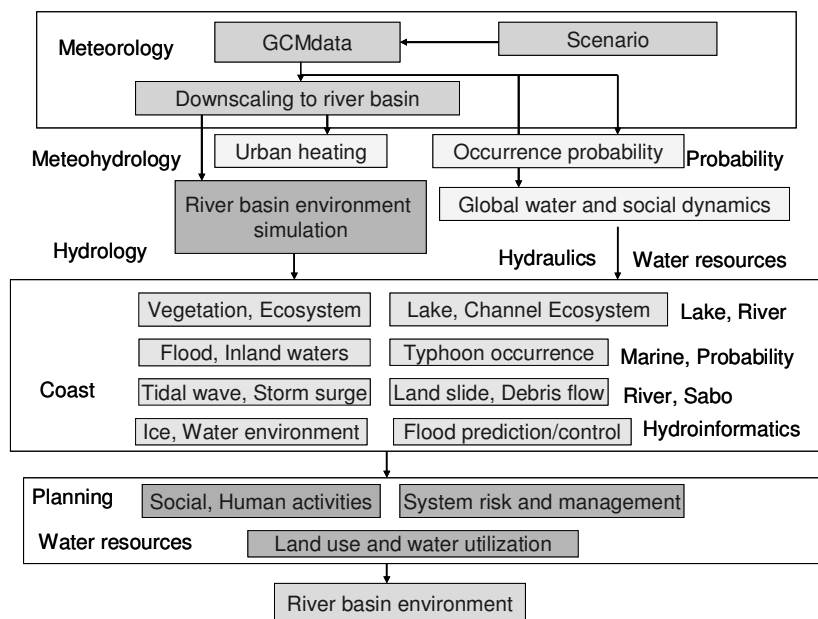 Meteorology
GCMdata
Scenario
Downscaling to river basin
Meteohydrology
Urban heating
Occurrence probability
Probability
River basin environment
simulation
Global water and social dynamics
Hydrology
Hydraulics
Water resources
Vegetation, Ecosystem
Lake, Channel Ecosystem
Lake, River
Flood, Inland waters
Typhoon occurrence
Marine, Probability
Coast
Tidal wave, Storm surge
Land slide, Debris flow
River, Sabo
Ice, Water environment
Flood prediction/control
Hydroinformatics
Planning
Social, Human activities
System risk and management
Water resources
Land use and water utilization
River basin environment